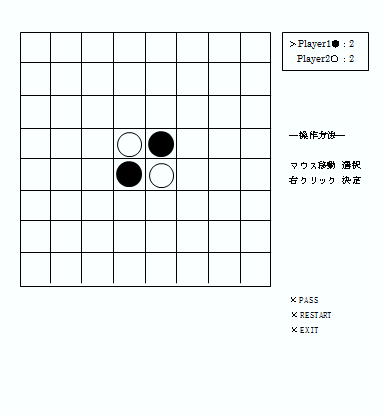 >Player1● : 2
Player2○ : 2
―操作方法―
マウス移動 選択
右クリック 決定
×PASS
×RESTART
×EXIT